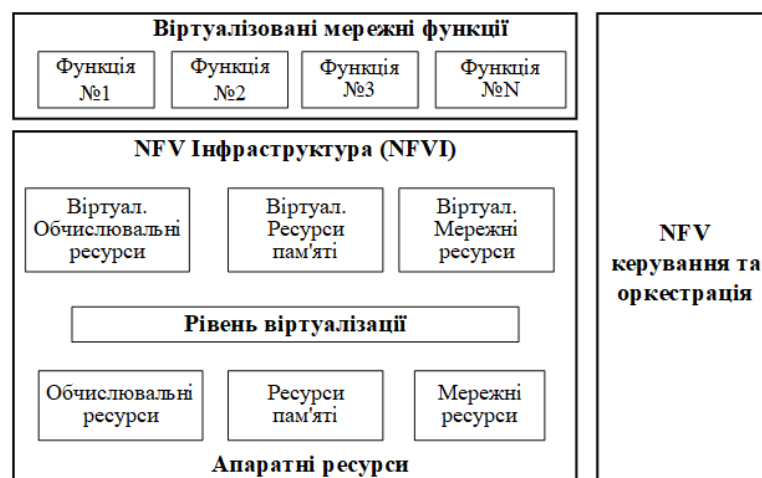 Віртуалізовані мережні функції
Функція
№1
Функція
№2
Функція
№3
Функція
№N
NFV Інфраструктура (NFVI)
Віртуал.
Обчислювальні
ресурси
Віртуал.
Ресурси
пам'яті
Віртуал.
Мережні
ресурси
Рівень віртуалізації
Обчислювальні
ресурси
Ресурси
пам'яті
Мережні
ресурси
Апаратні ресурси
NFV
керування та
оркестрація